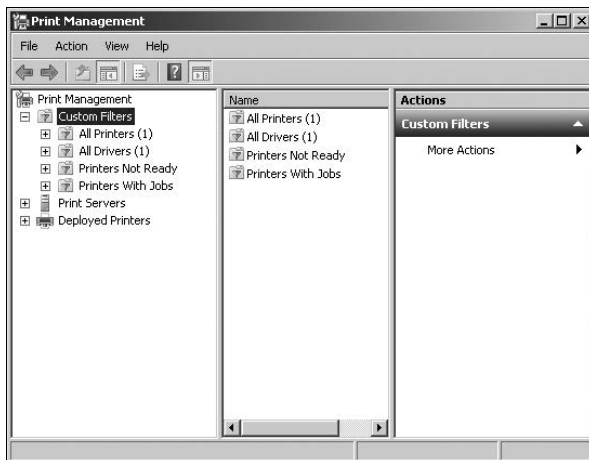 Print Management
File Action View Help
Print Management
Custom Filters
All Printers (1)
All Drivers (1)
Printers Not Ready
Printers With Jobs
Print Servers
Deployed Printers
Name
All Printers (1)
All Drivers (1)
Printers Not Ready
Printers With Jobs
Actions
Custom Filters
More Actions